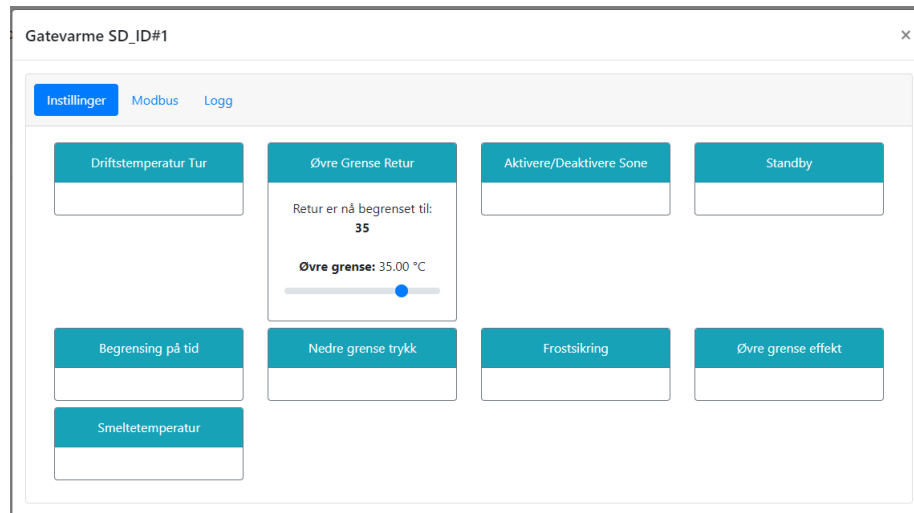 Gatevarme SD_ID#1
×
Instillinger Modbus Logg
Driftstemperatur Tur
Øvre Grense Retur
Retur er nå begrenset til:
35
Øvre grense: 35.00 °C
Aktivere/Deaktivere Sone
Standby
Begrensing på tid
Nedre grense trykk
Frostsikring
Øvre grense effekt
Smeltetemperatur